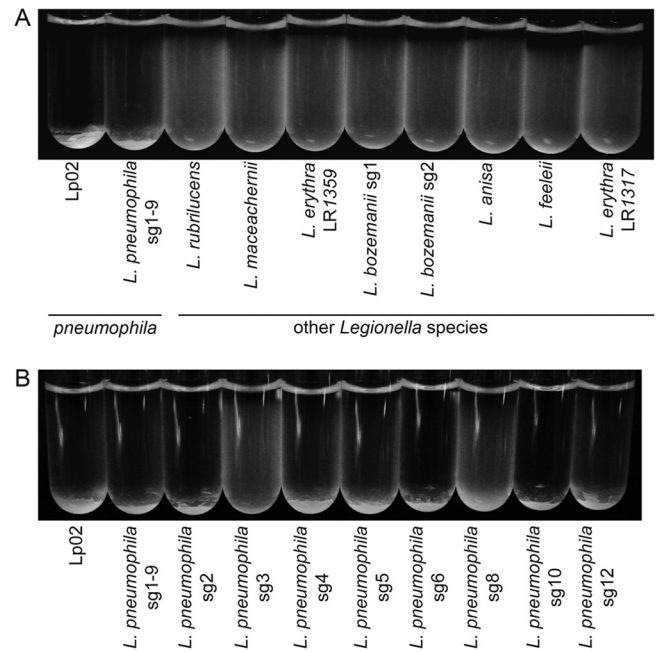 A
Lp02
L. pneumophila
sg1-9
L. rubrilucens
L. maceachernii
L. erythra
LR1359
L. bozemanii sg1
L. bozemanii sg2
L. anisa
L. feeleii
L. erythra
LR1317
pneumophila
other Legionella species
B
Lp02
L. pneumophila
sg1-9
L. pneumophila
sg2
L. pneumophila
sg3
L. pneumophila
sg4
L. pneumophila
sg5
L. pneumophila
sg6
L. pneumophila
sg8
L. pneumophila
sg10
L. pneumophila
sg12